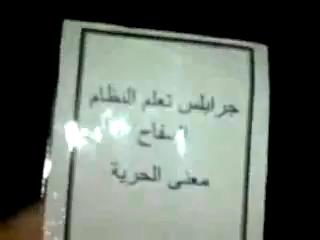 جرابلس تعلم النظام
السفاح
معنى الحرية